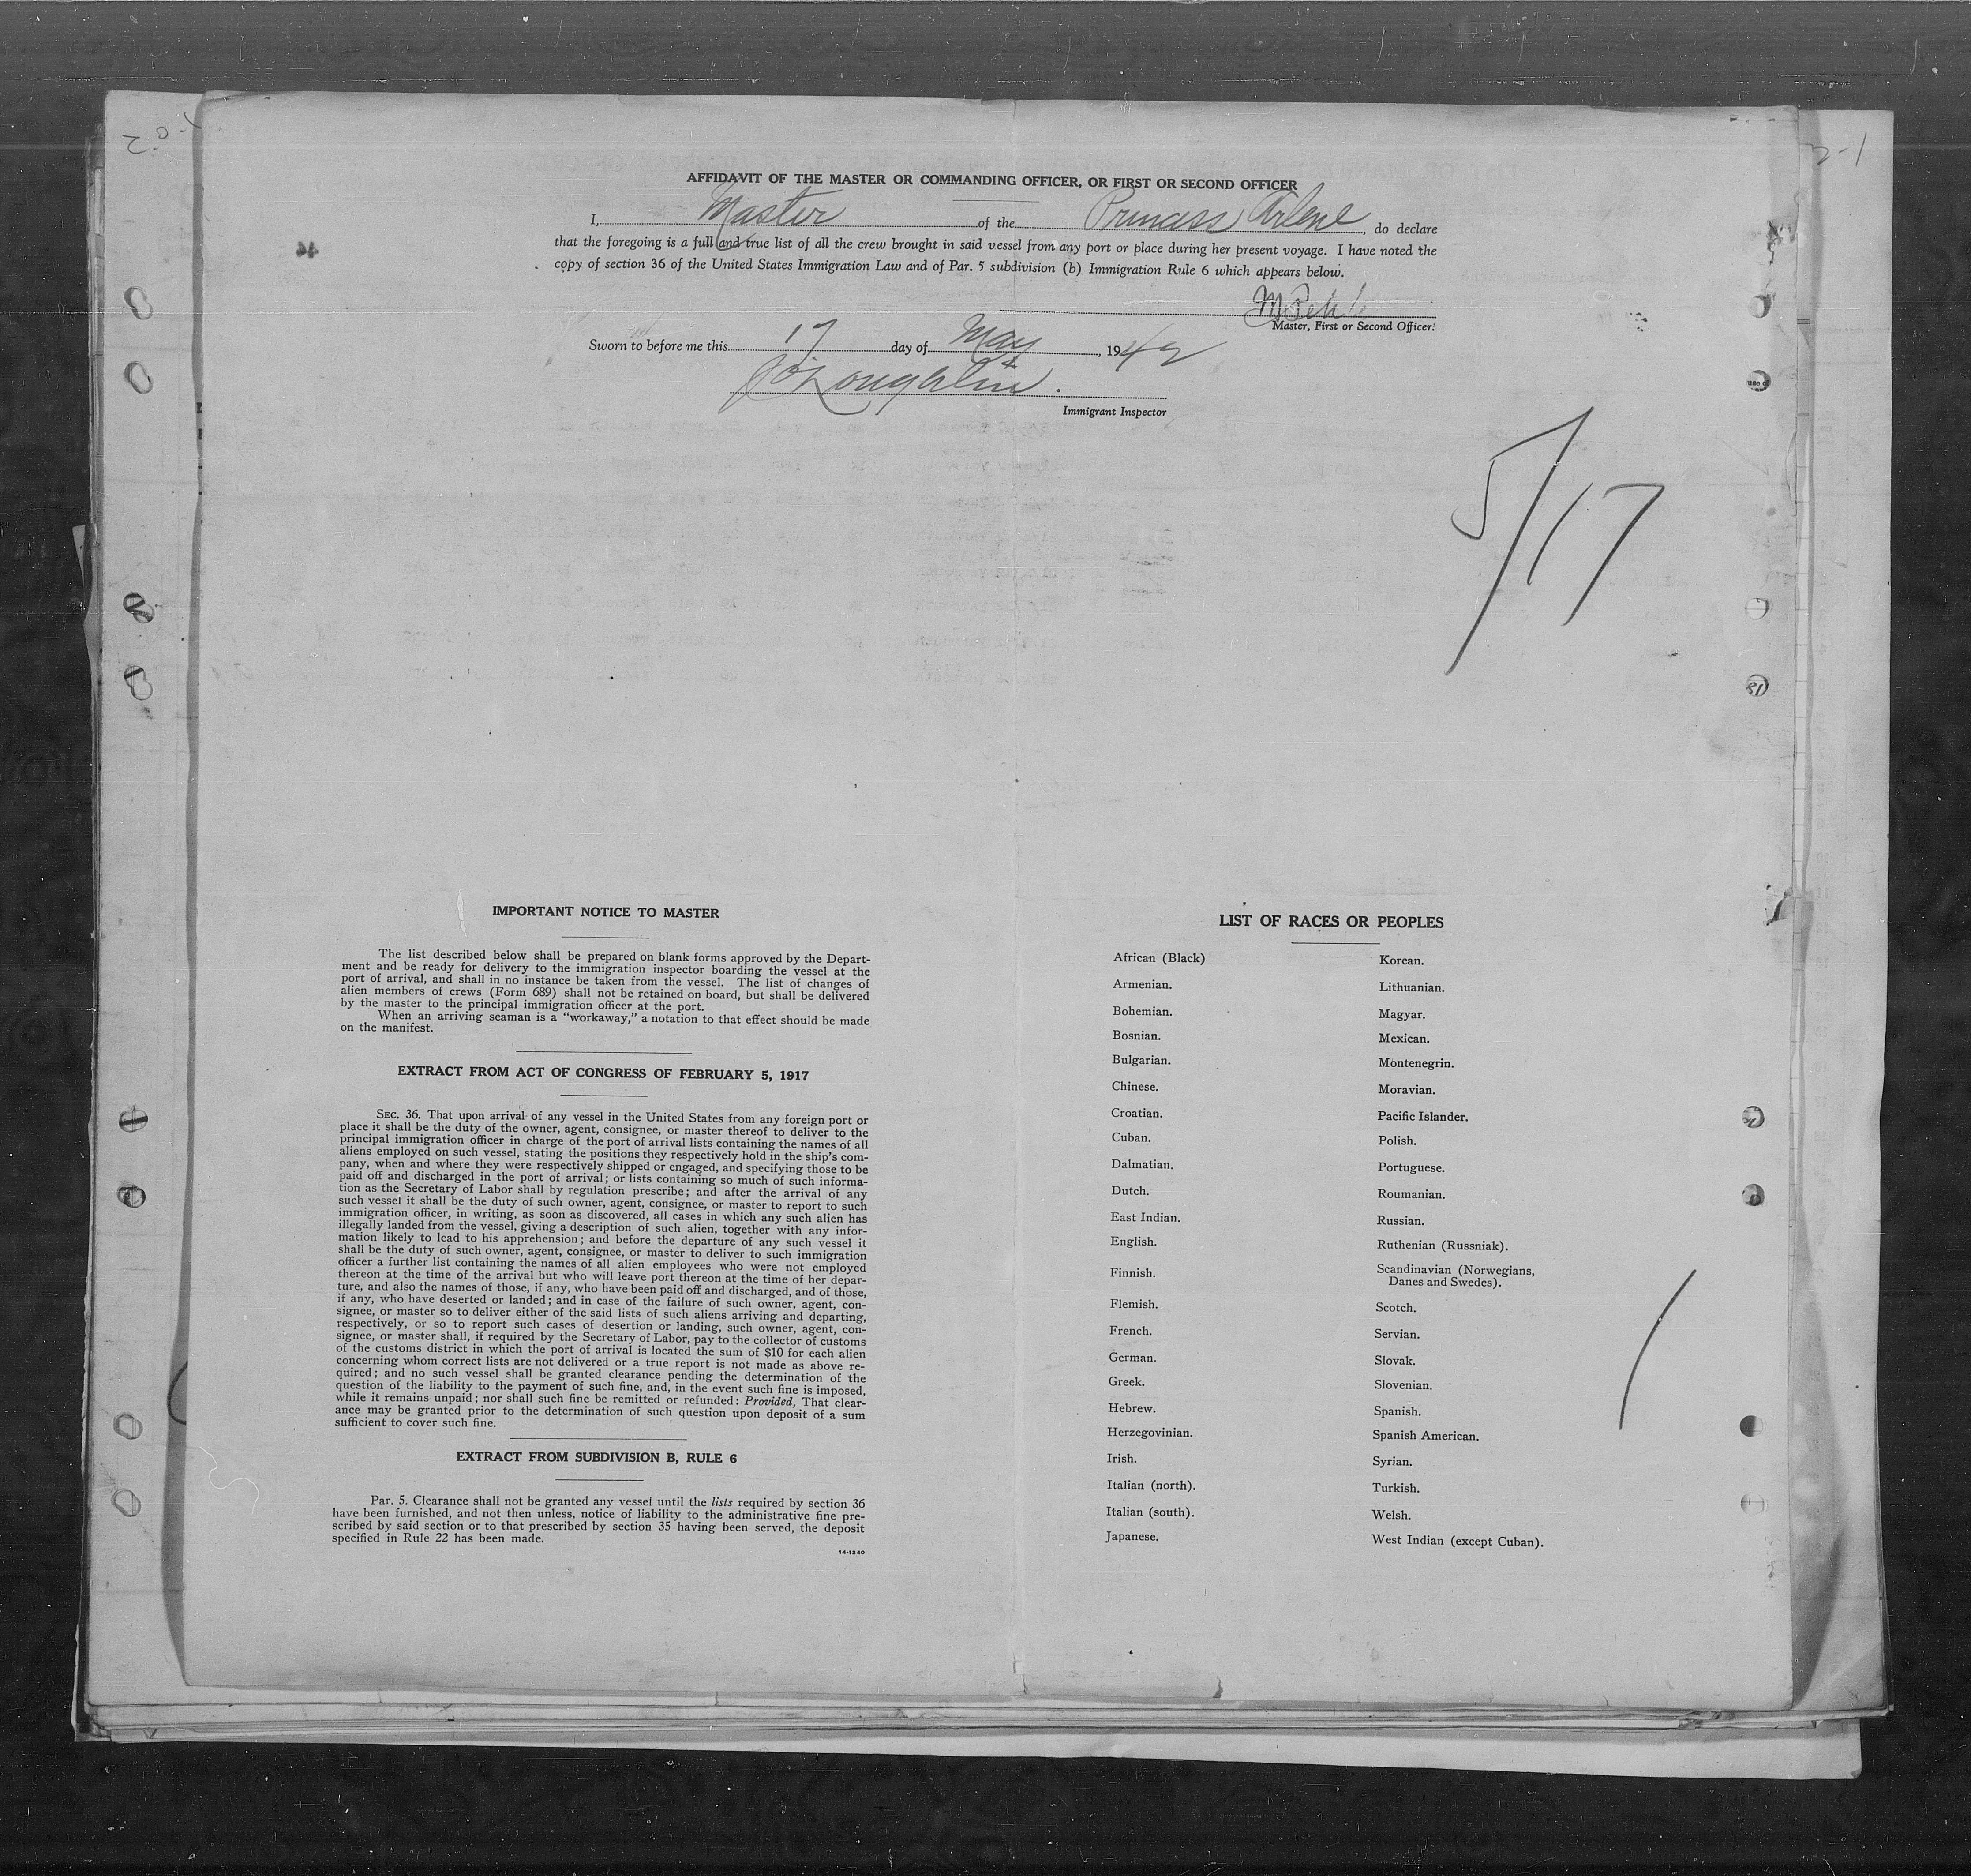 AFFIDAVIT OF THE MASTER OR COMMANDING OFFICER, OR FIRST OR SECOND OFFICER
I, Master of the Princess Arlene, do declare
that the foregoing is a full and true list of all the crew brought in said vessel from any port or place during her present voyage. I have noted the
copy of section 36 of the United States Immigration Law and of Par. 5 subdivision (b) Immigration Rule 6 which appears below.
Master, First or Second Officer.
Sworn to before me this 17 day of May, 1942
Immigrant Inspector
5/17
IMPORTANT NOTICE TO MASTER
The list described below shall be prepared on blank forms approved by the Depart-
ment and be ready for delivery to the immigration inspector boarding the vessel at the
port of arrival, and shall in no instance be taken from the vessel. The list of changes of
alien members of crews (Form 689) shall not be retained on board, but shall be delivered
by the master to the principal immigration officer at the port.
When an arriving seaman is a "workaway," a notation to that effect should be made
on the manifest.
EXTRACT FROM ACT OF CONGRESS OF FEBRUARY 5, 1917
SEC. 36. That upon arrival of any vessel in the United States from any foreign port or
place it shall be the duty of the owner, agent, consignee, or master thereof to deliver to the
principal immigration officer in charge of the port of arrival lists containing the names of all
aliens employed on such vessel, stating the positions they respectively hold in the ship's com-
pany, when and where they were respectively shipped or engaged, and specifying those to be
paid off and discharged in the port of arrival; or lists containing so much of such informa-
tion as the Secretary of Labor shall by regulation prescribe; and after the arrival of any
such vessel it shall be the duty of such owner, agent, consignee, or master to report to such
immigration officer, in writing, as soon as discovered, all cases in which any such alien has
illegally landed from the vessel, giving a description of such alien, together with any infor-
mation likely to lead to his apprehension; and before the departure of any such vessel it
shall be the duty of such owner, agent, consignee, or master to deliver to such immigration
officer a further list containing the names of all alien employees who were not employed
thereon at the time of the arrival but who will leave port thereon at the time of her depar-
ture, and also the names of those, if any, who have been paid off and discharged, and of those,
if any, who have deserted or landed; and in case of the failure of such owner, agent, con-
signee, or master so to deliver either of the said lists of such aliens arriving and departing,
respectively, or so to report such cases of desertion or landing, such owner, agent, con-
signee, or master shall, if required by the Secretary of Labor, pay to the collector of customs
of the customs district in which the port of arrival is located the sum of $10 for each alien
concerning whom correct lists are not delivered or a true report is not made as above re-
quired; and no such vessel shall be granted clearance pending the determination of the
question of the liability to the payment of such fine, and, in the event such fine is imposed,
while it remains unpaid; nor shall such fine be remitted or refunded: Provided, That clear-
ance may be granted prior to the determination of such question upon deposit of a sum
sufficient to cover such fine.
EXTRACT FROM SUBDIVISION B, RULE 6
Par. 5. Clearance shall not be granted any vessel until the lists required by section 36
have been furnished, and not then unless, notice of liability to the administrative fine pre-
scribed by said section or to that prescribed by section 35 having been served, the deposit
specified in Rule 22 has been made.
14-1240
LIST OF RACES OR PEOPLES
African (Black)
Armenian.
Bohemian.
Bosnian.
Bulgarian.
Chinese.
Croatian.
Cuban.
Dalmatian.
Dutch.
East Indian.
English.
Finnish.
Flemish.
French.
German.
Greek.
Hebrew.
Herzegovinian.
Irish.
Italian (north).
Italian (south).
Japanese.
Korean.
Lithuanian.
Magyar.
Mexican.
Montenegrin.
Moravian.
Pacific Islander.
Polish.
Portuguese.
Roumanian.
Russian.
Ruthenian (Russniak).
Scandinavian (Norwegians,
Danes and Swedes).
Scotch.
Servian.
Slovak.
Slovenian.
Spanish.
Spanish American.
Syrian.
Turkish.
Welsh.
West Indian (except Cuban).